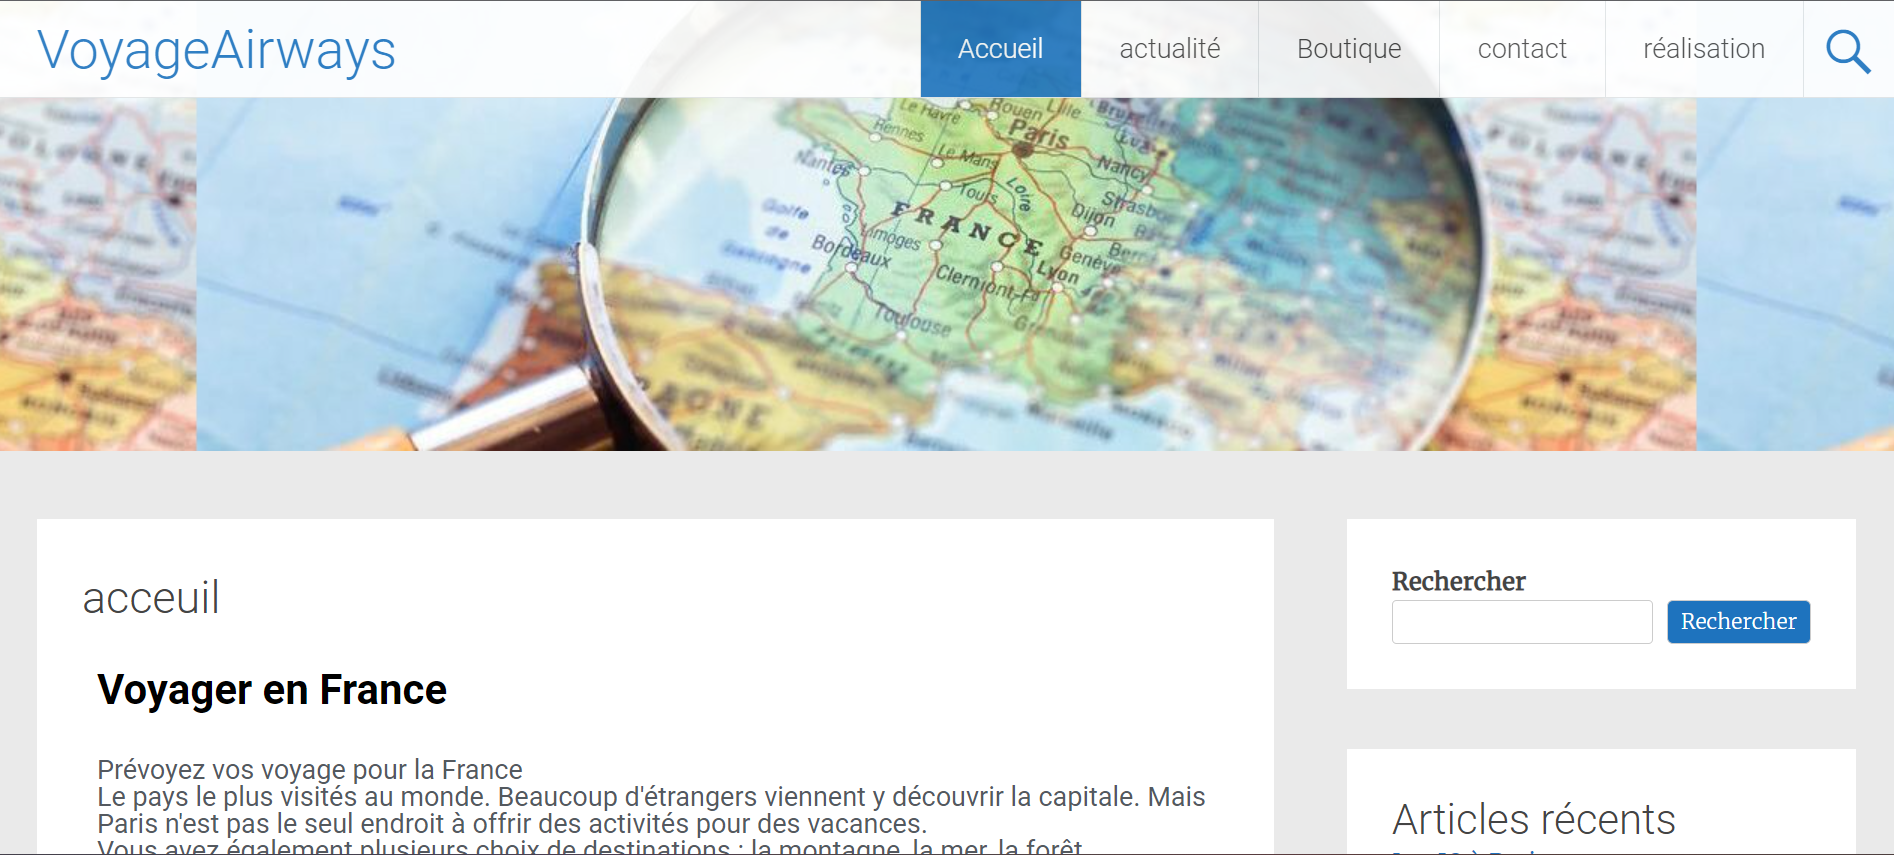 VoyageAirways
Accueil
actualité
Boutique
contact
réalisation
Le Havre
Rouen
Lille
Bruxelles
Paris
Rennes
Le Mans
Nancy
Nantes
Tours
Loire
Strasbo
Dijon
FRANCE
Golfe
de
Gascogne
Limoges
Bordeaux
Genève
Bern
Lyon
Clermont-Fd
Toulouse
Marseille
acceuil
Voyager en France
Prévoyez vos voyage pour la France
Le pays le plus visités au monde. Beaucoup d'étrangers viennent y découvrir la capitale. Mais
Paris n'est pas le seul endroit à offrir des activités pour des vacances.
Vous avez également plusieurs choix de destinations : la montagne, la mer, la forêt
Rechercher
Rechercher
Articles récents